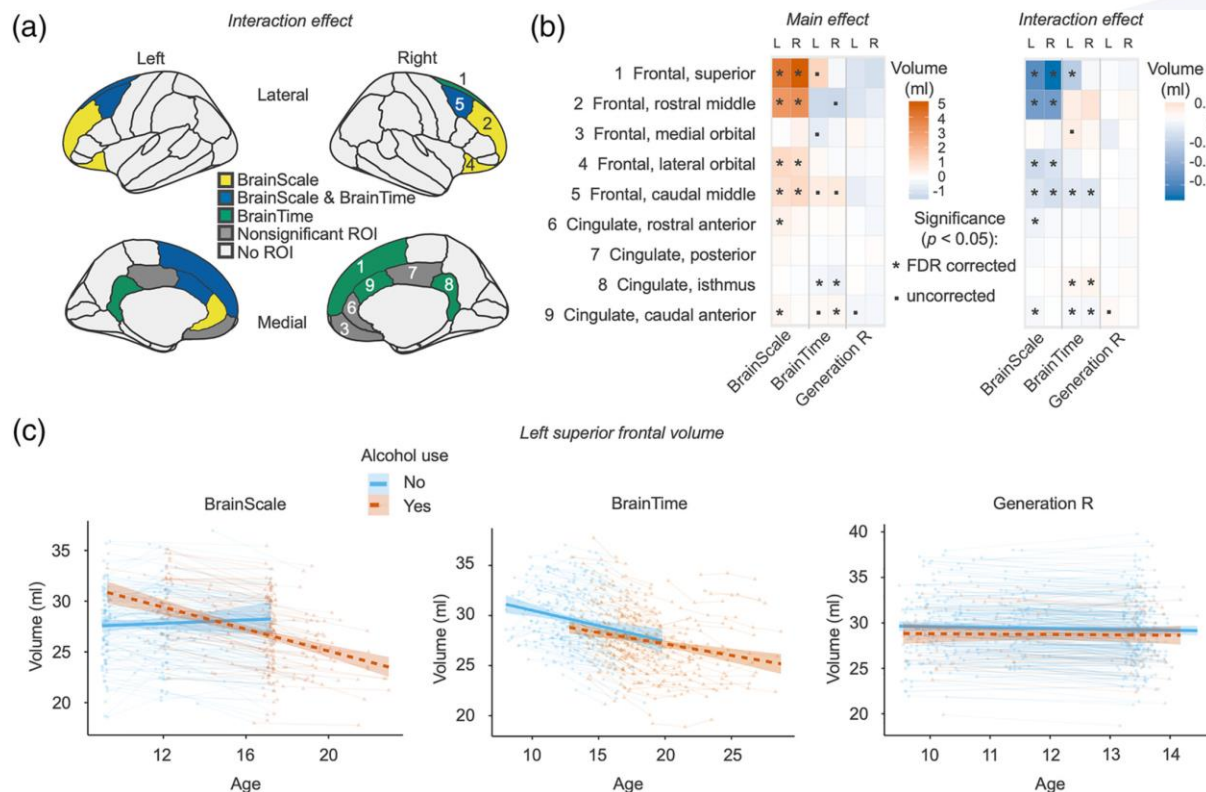 (a)
Interaction effect
Left
Right
Lateral
1
5
2
4
BrainScale
BrainScale & BrainTime
BrainTime
Nonsignificant ROI
No ROI
Medial
1
9
7
8
6
3
(b)
Main effect
Interaction effect
L R L R L R
L R L R L R
1 Frontal, superior
2 Frontal, rostral middle
3 Frontal, medial orbital
4 Frontal, lateral orbital
5 Frontal, caudal middle
6 Cingulate, rostral anterior
7 Cingulate, posterior
8 Cingulate, isthmus
9 Cingulate, caudal anterior
BrainScale
BrainTime
Generation R
Volume
(ml)
5
4
3
2
1
0
-1
Significance
(p < 0.05):
* FDR corrected
▪ uncorrected
BrainScale
BrainTime
Generation R
Volume
(ml)
0.
-0.
-0.
(c)
Left superior frontal volume
Alcohol use
No
Yes
BrainScale
BrainTime
Generation R
Volume (ml)
35
30
25
20
12
16
20
Age
Volume (ml)
35
30
25
20
10
15
20
25
Age
Volume (ml)
40
35
30
25
20
10
11
12
13
14
Age